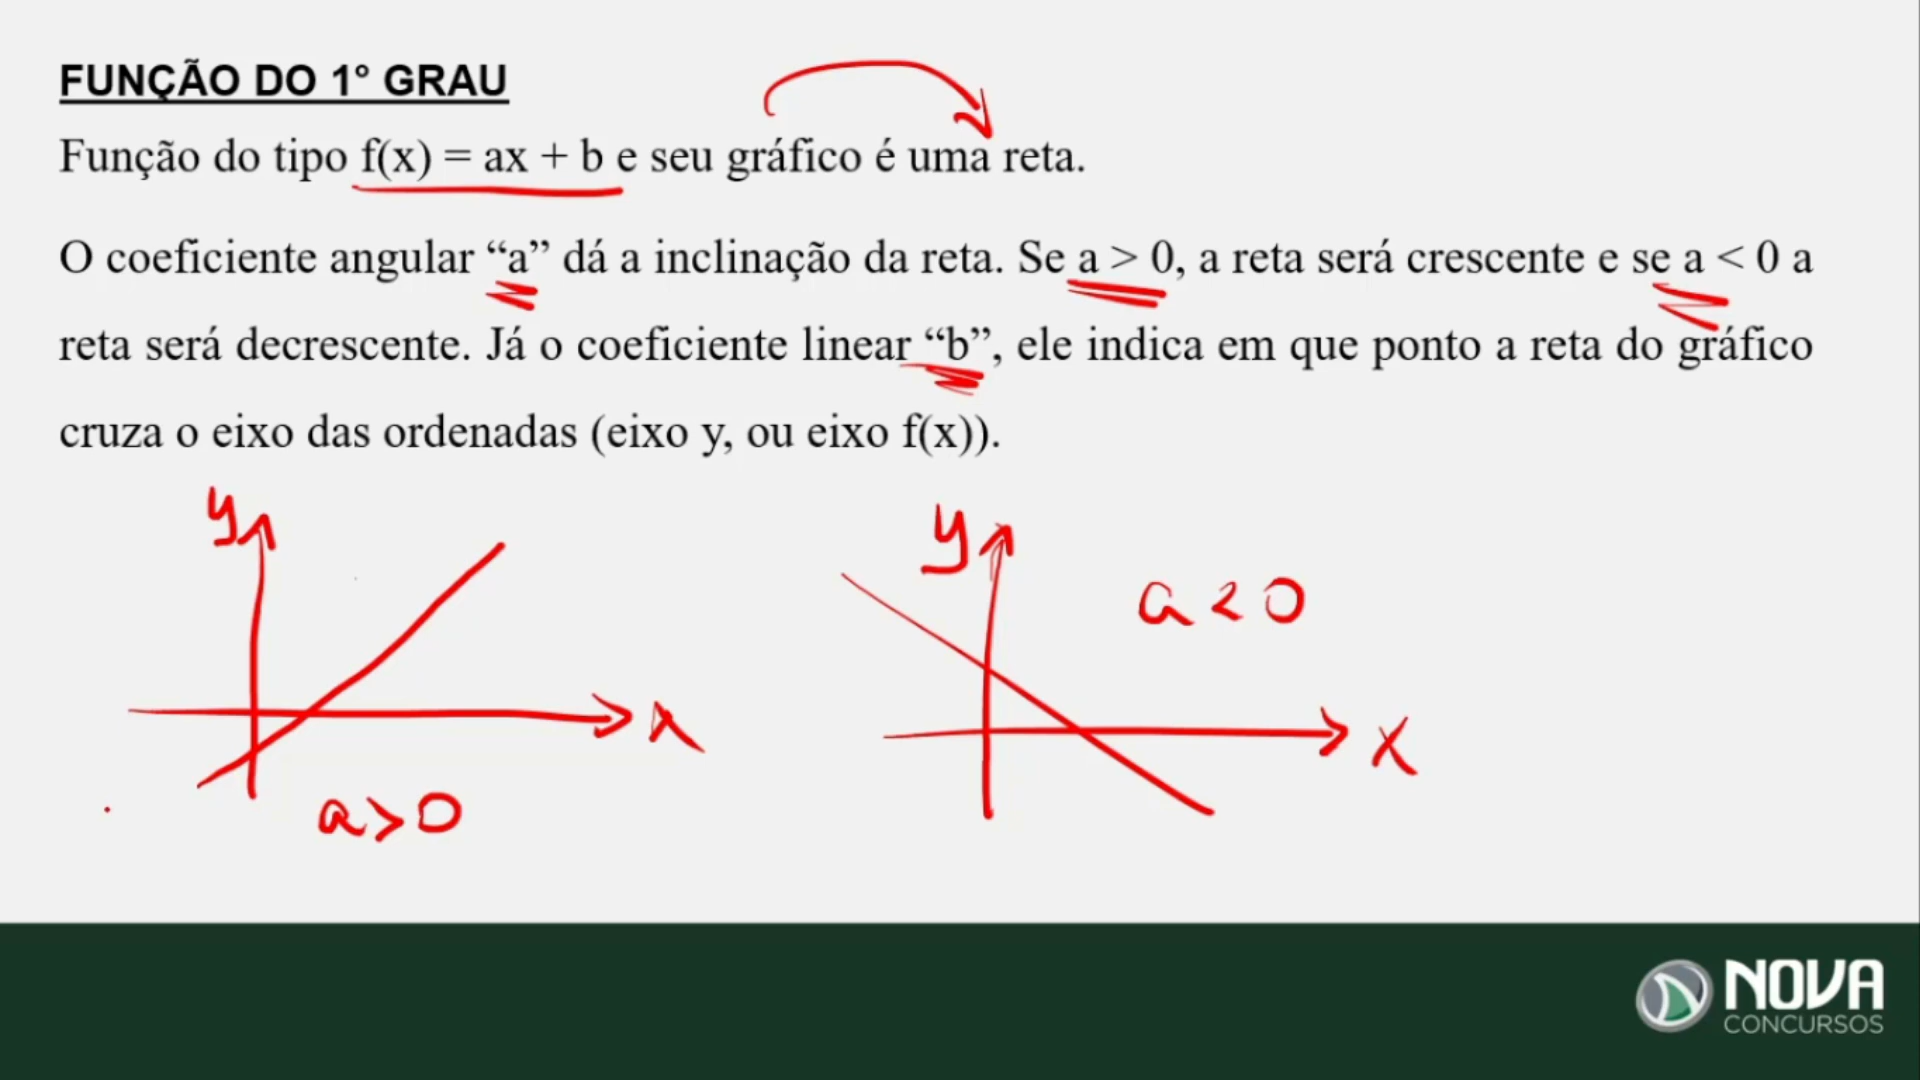 FUNÇÃO DO 1° GRAU
Função do tipo f(x) = ax + b e seu gráfico é uma reta.
O coeficiente angular “a” dá a inclinação da reta. Se a > 0, a reta será crescente e se a < 0 a
reta será decrescente. Já o coeficiente linear “b”, ele indica em que ponto a reta do gráfico
cruza o eixo das ordenadas (eixo y, ou eixo f(x)).
y
x
a>0
y
a<0
x
NOVA
CONCURSOS